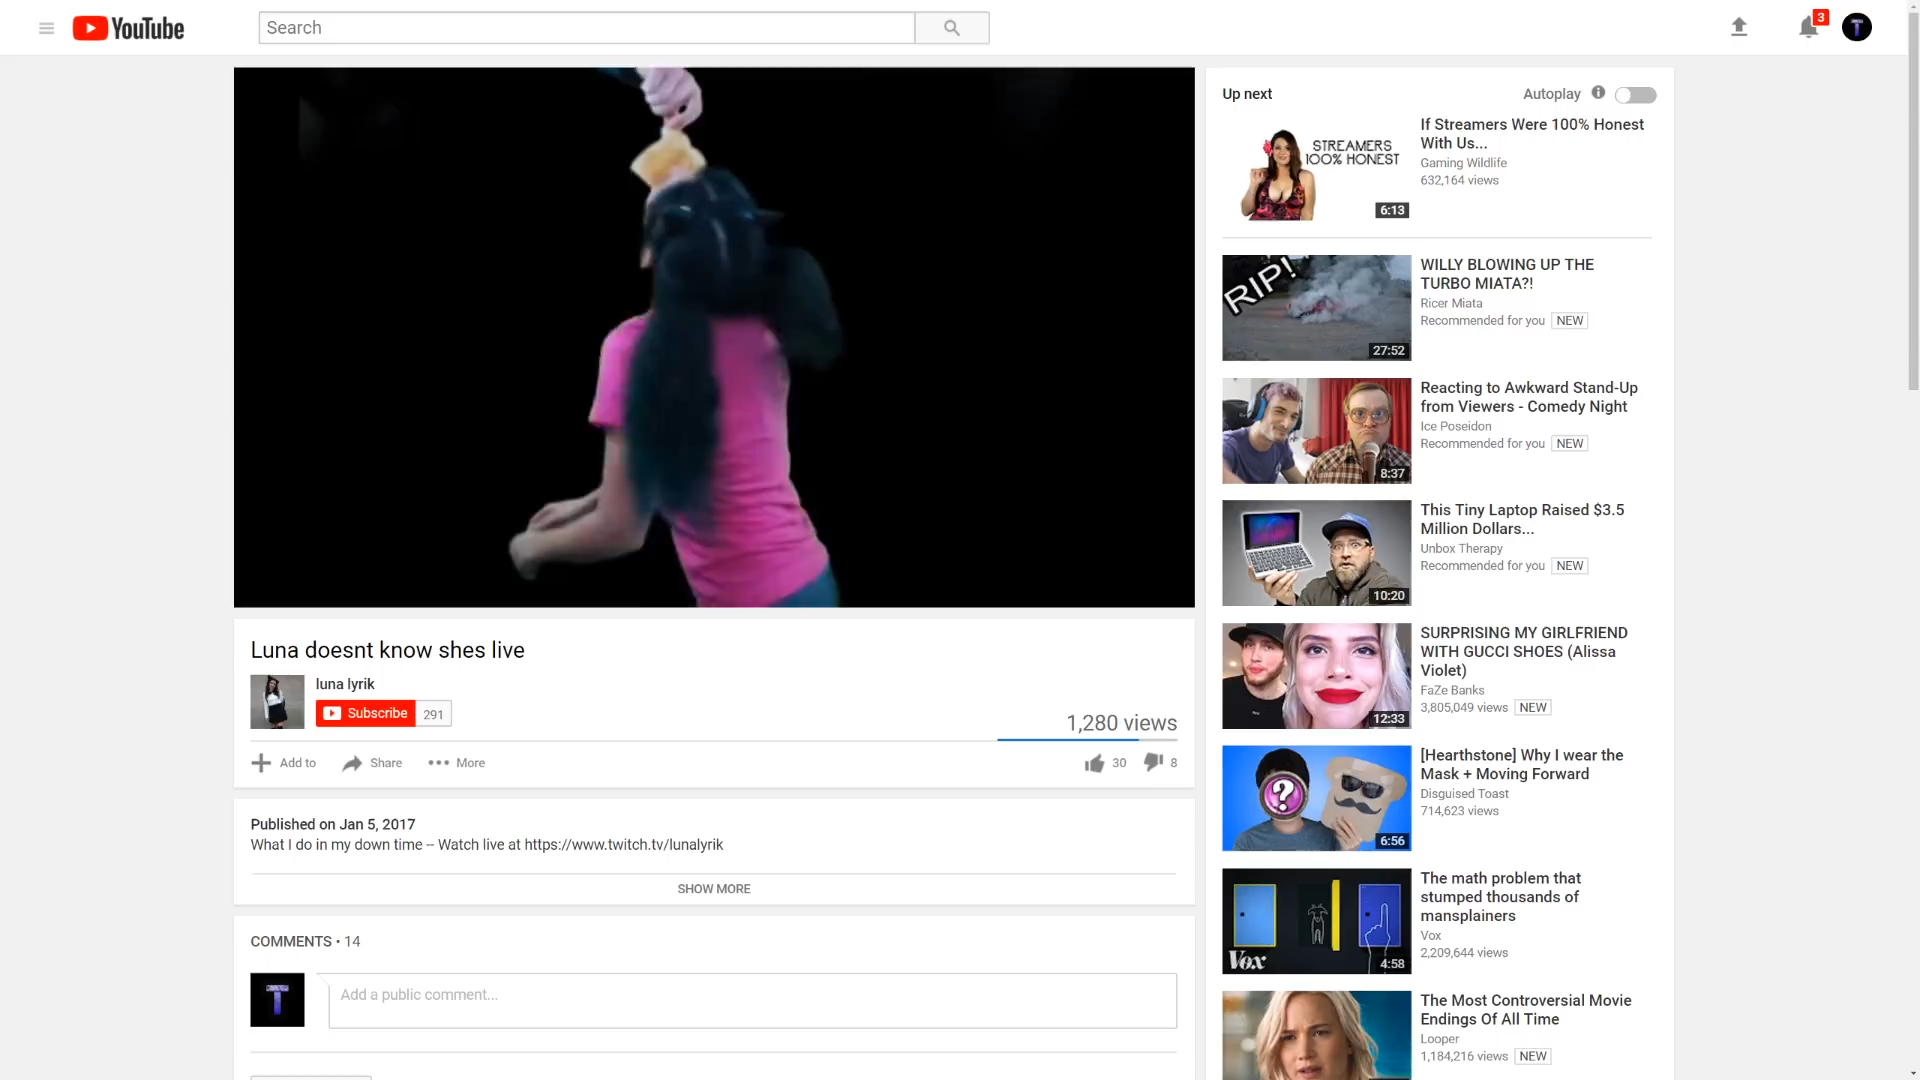 YouTube
Search
3
T
Up next
Autoplay
STREAMERS
100% HONEST
6:13
If Streamers Were 100% Honest
With Us...
Gaming Wildlife
632,164 views
RIP!
27:52
WILLY BLOWING UP THE
TURBO MIATA?!
Ricer Miata
Recommended for you NEW
8:37
Reacting to Awkward Stand-Up
from Viewers - Comedy Night
Ice Poseidon
Recommended for you NEW
10:20
This Tiny Laptop Raised $3.5
Million Dollars...
Unbox Therapy
Recommended for you NEW
12:33
SURPRISING MY GIRLFRIEND
WITH GUCCI SHOES (Alissa
Violet)
FaZe Banks
3,805,049 views NEW
?
6:56
[Hearthstone] Why I wear the
Mask + Moving Forward
Disguised Toast
714,623 views
Vox
4:58
The math problem that
stumped thousands of
mansplainers
Vox
2,209,644 views
The Most Controversial Movie
Endings Of All Time
Looper
1,184,216 views NEW
Luna doesnt know shes live
luna lyrik
Subscribe 291
1,280 views
Add to Share More
30 8
Published on Jan 5, 2017
What I do in my down time -- Watch live at https://www.twitch.tv/lunalyrik
SHOW MORE
COMMENTS • 14
T
Add a public comment...